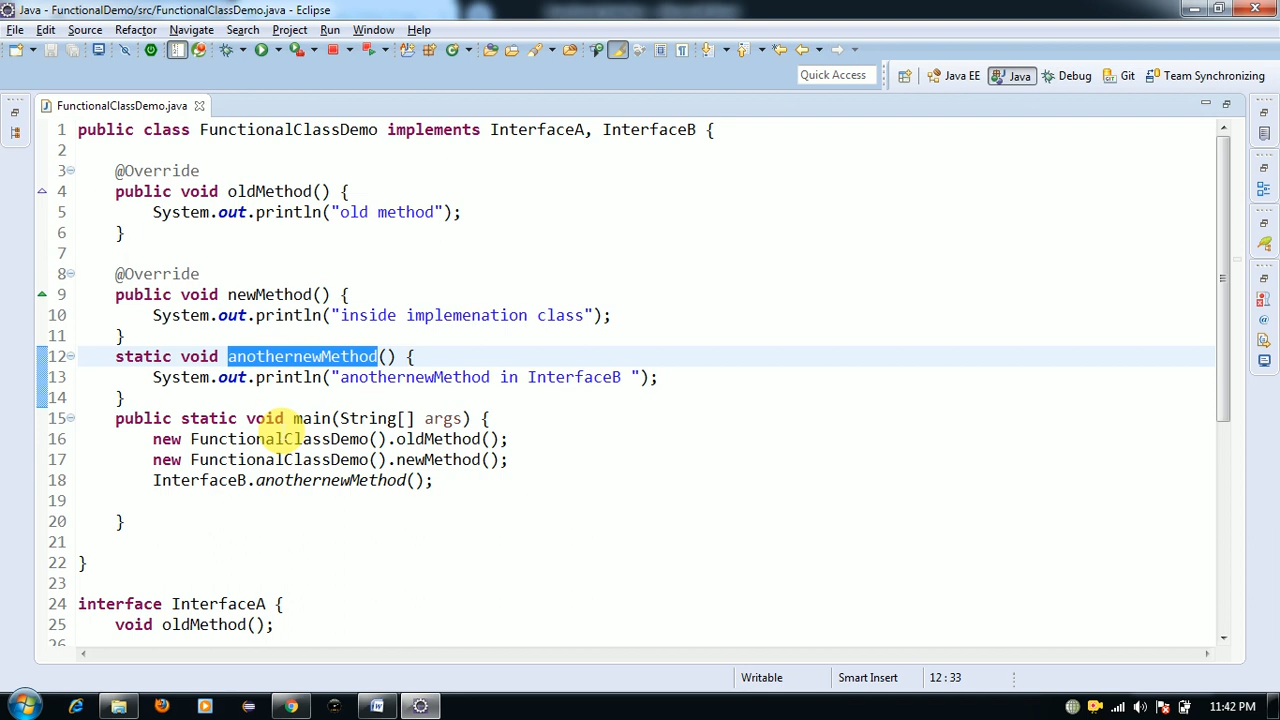 Java - FunctionalDemo/src/FunctionalClassDemo.java - Eclipse
File Edit Source Refactor Navigate Search Project Run Window Help
Quick Access Java EE Java Debug Git Team Synchronizing
FunctionalClassDemo.java
1 public class FunctionalClassDemo implements InterfaceA, InterfaceB {
2
3 @Override
4 public void oldMethod() {
5 System.out.println("old method");
6 }
7
8 @Override
9 public void newMethod() {
10 System.out.println("inside implemenation class");
11 }
12 static void anothernewMethod() {
13 System.out.println("anothernewMethod in InterfaceB ");
14 }
15 public static void main(String[] args) {
16 new FunctionalClassDemo().oldMethod();
17 new FunctionalClassDemo().newMethod();
18 InterfaceB.anothernewMethod();
19
20 }
21
22 }
23
24 interface InterfaceA {
25 void oldMethod();
26
Writable Smart Insert 12 : 33
11:42 PM